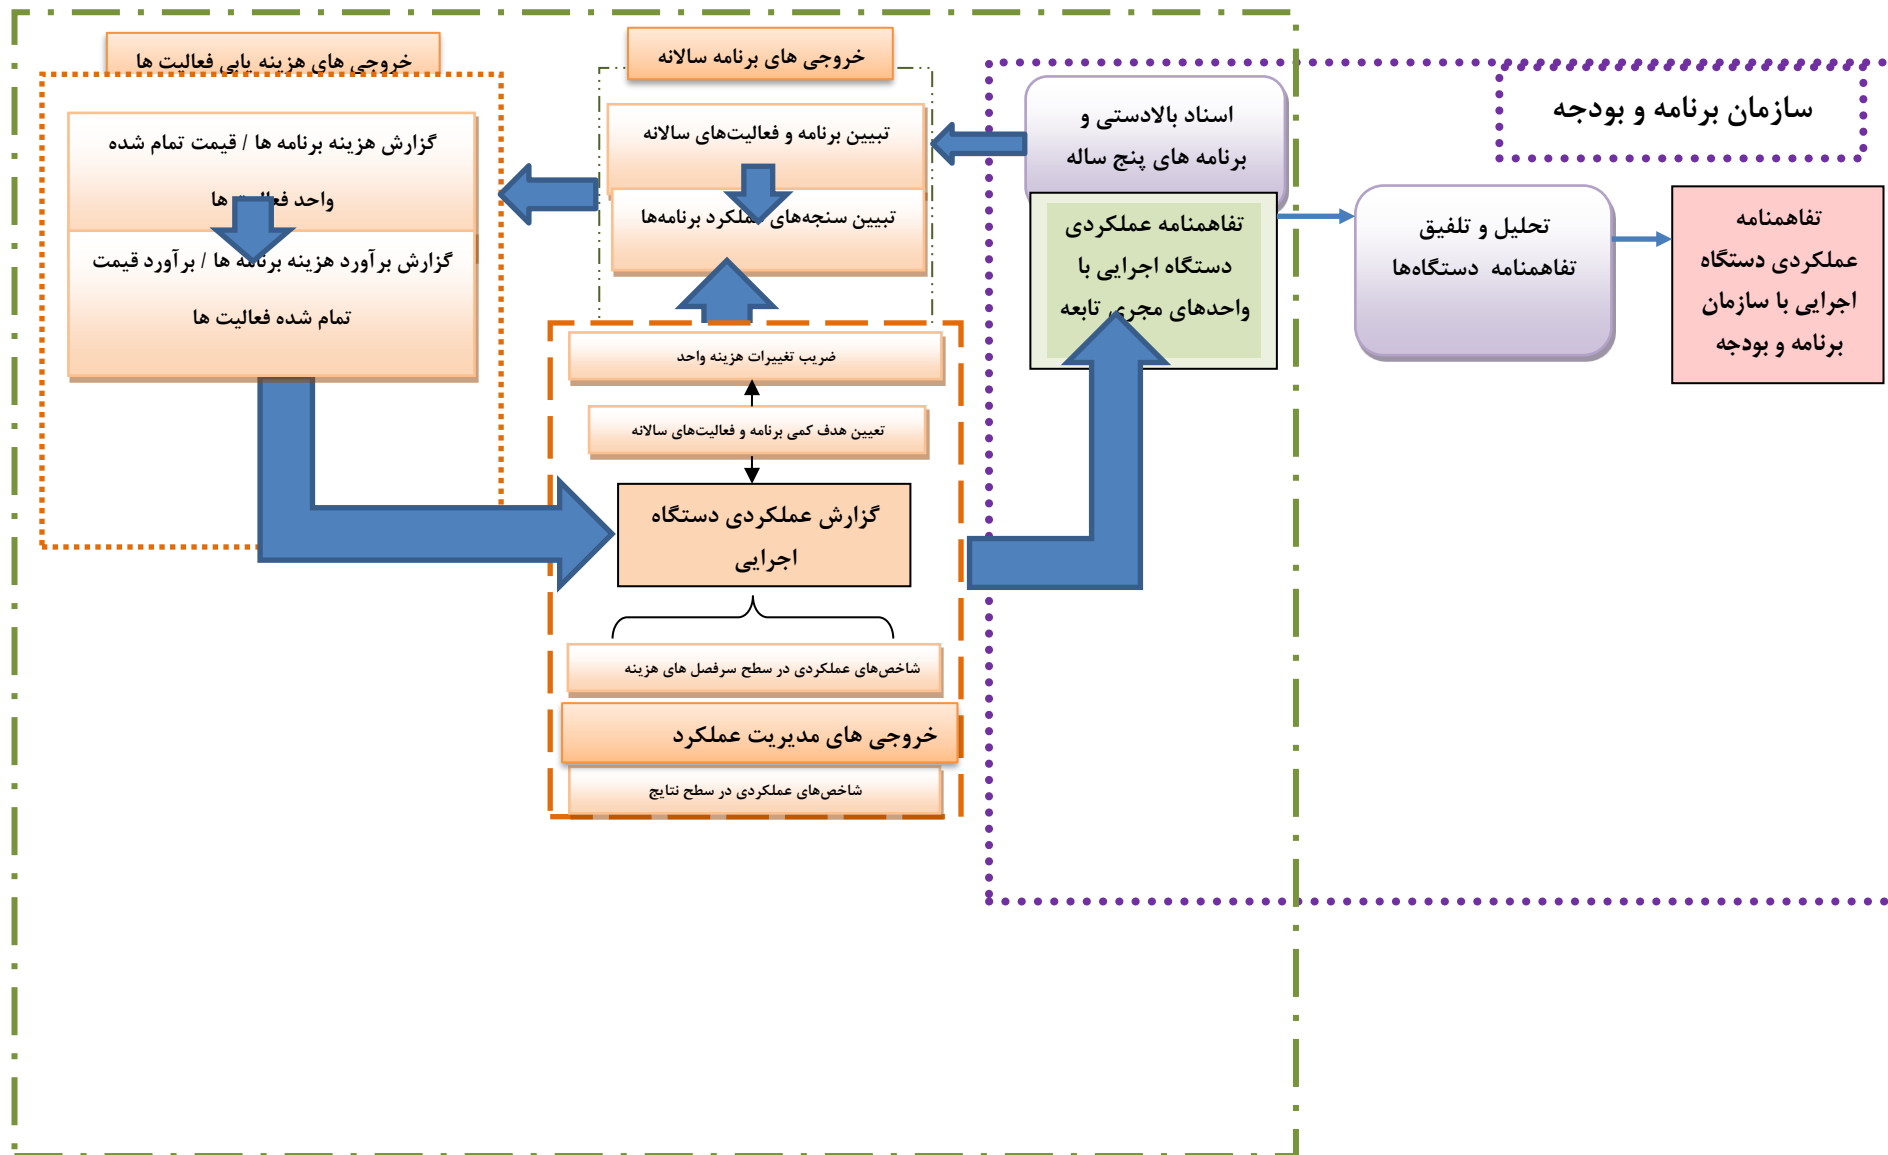 سازمان برنامه و بودجه
اسناد بالادستی و
برنامه های پنج ساله
تفاهمنامه عملکردی
دستگاه اجرایی با
واحدهای مجری تابعه
تحلیل و تلفیق
تفاهمنامه دستگاه‌ها
تفاهمنامه
عملکردی دستگاه
اجرایی با سازمان
برنامه و بودجه
خروجی های برنامه سالانه
تبیین برنامه و فعالیت‌های سالانه
تبیین سنجه‌های عملکرد برنامه‌ها
خروجی های هزینه یابی فعالیت ها
گزارش هزینه برنامه ها / قیمت تمام شده
واحد فعالیت ها
گزارش برآورد هزینه برنامه ها / برآورد قیمت
تمام شده فعالیت ها
ضریب تغییرات هزینه واحد
تعیین هدف کمی برنامه و فعالیت‌های سالانه
گزارش عملکردی دستگاه
اجرایی
شاخص‌های عملکردی در سطح سرفصل های هزینه
خروجی های مدیریت عملکرد
شاخص‌های عملکردی در سطح نتایج